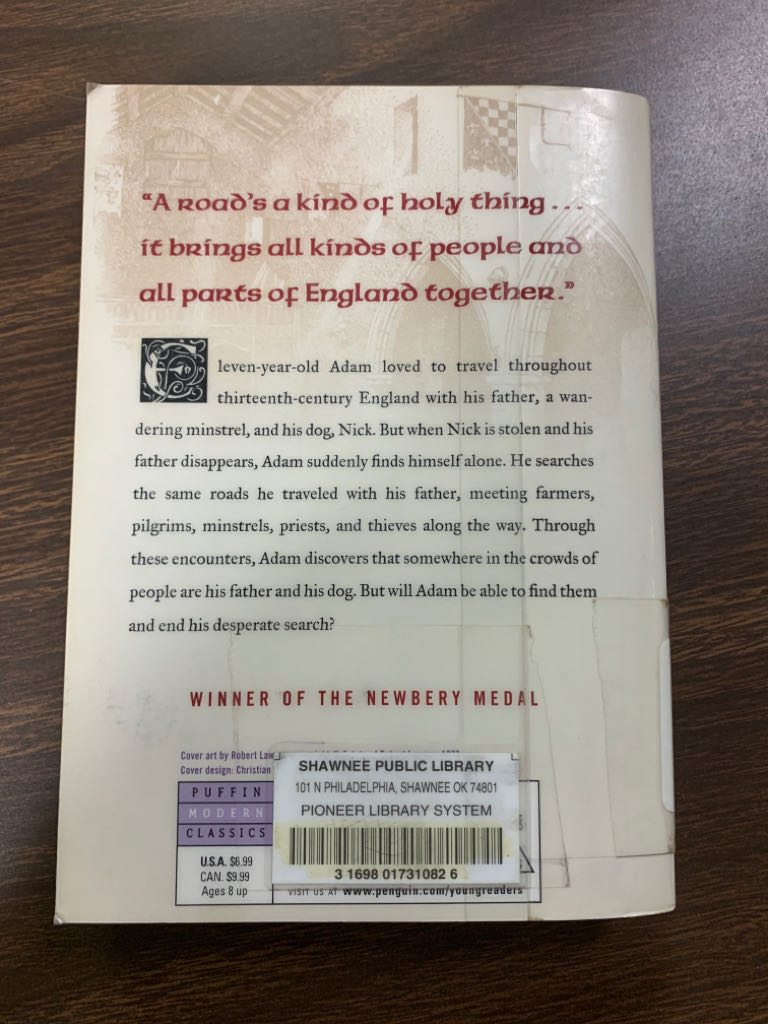 “A road’s a kind of holy thing . . .
it brings all kinds of people and
all parts of England together.”
Eleven-year-old Adam loved to travel throughout
thirteenth-century England with his father, a wan-
dering minstrel, and his dog, Nick. But when Nick is stolen and his
father disappears, Adam suddenly finds himself alone. He searches
the same roads he traveled with his father, meeting farmers,
pilgrims, minstrels, priests, and thieves along the way. Through
these encounters, Adam discovers that somewhere in the crowds of
people are his father and his dog. But will Adam be able to find them
and end his desperate search?
WINNER OF THE NEWBERY MEDAL
Cover art by Robert
Cover design: Christian
PUFFIN
MODERN
CLASSICS
U.S.A. $6.99
CAN. $9.99
Ages 8 up
SHAWNEE PUBLIC LIBRARY
101 N PHILADELPHIA, SHAWNEE OK 74801
PIONEER LIBRARY SYSTEM
3 1698 01731082 6
VISIT US AT www.penguin.com/youngreaders